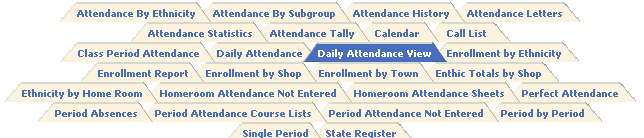 Attendance By Ethnicity Attendance By Subgroup Attendance History Attendance Letters
Attendance Statistics Attendance Tally Calendar Call List
Class Period Attendance Daily Attendance Daily Attendance View Enrollment by Ethnicity
Enrollment Report Enrollment by Shop Enrollment by Town Enthic Totals by Shop
Ethnicity by Home Room Homeroom Attendance Not Entered Homeroom Attendance Sheets Perfect Attendance
Period Absences Period Attendance Course Lists Period Attendance Not Entered Period by Period
Single Period State Register